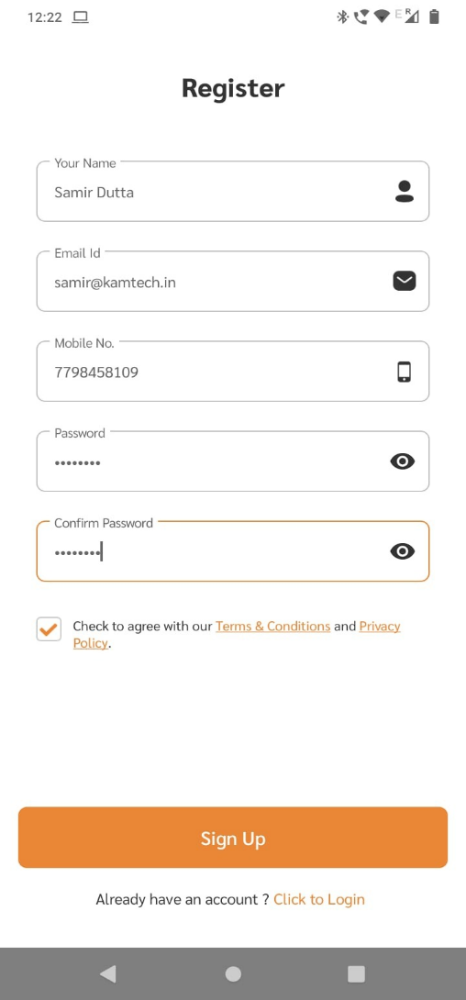 12:22
E R
Register
Your Name
Samir Dutta
Email Id
samir@kamtech.in
Mobile No.
7798458109
Password
••••••••
Confirm Password
••••••••
Check to agree with our Terms & Conditions and Privacy
Policy.
Sign Up
Already have an account ? Click to Login